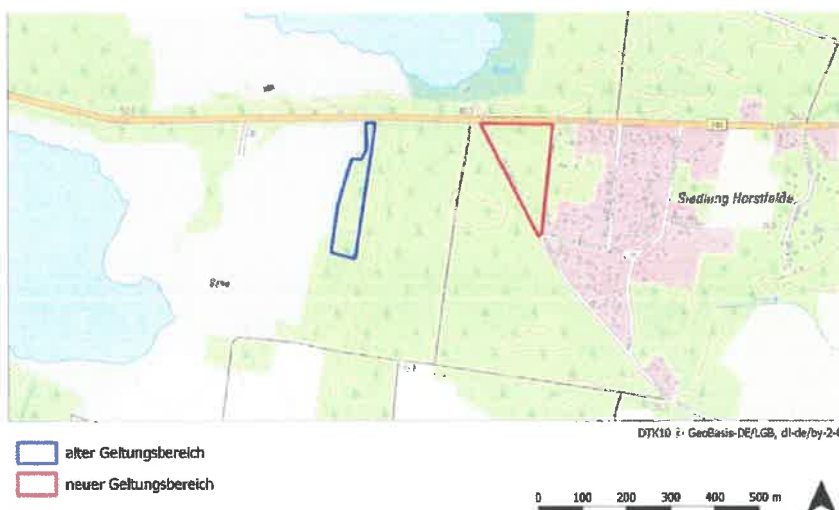 Siedlung Horstfelde
DTK10 © GeoBasis-DE/LGB, dl-de/by-2-
alter Geltungsbereich
neuer Geltungsbereich
0 100 200 300 400 500 m